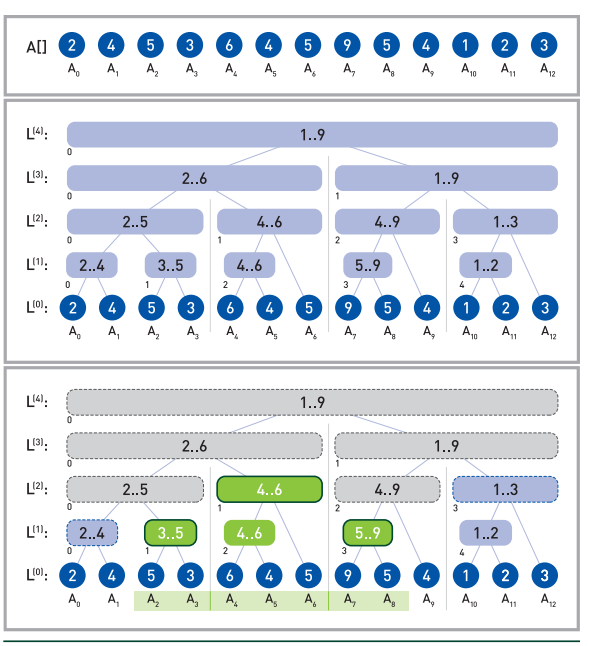 A[] 2 4 5 3 6 4 5 9 5 4 1 2 3
A₀ A₁ A₂ A₃ A₄ A₅ A₆ A₇ A₈ A₉ A₁₀ A₁₁ A₁₂
L⁽⁴⁾: 1..9
0
L⁽³⁾: 2..6 1..9
0 1
L⁽²⁾: 2..5 4..6 4..9 1..3
0 1 2 3
L⁽¹⁾: 2..4 3..5 4..6 5..9 1..2
0 1 2 3 4
L⁽⁰⁾: 2 4 5 3 6 4 5 9 5 4 1 2 3
A₀ A₁ A₂ A₃ A₄ A₅ A₆ A₇ A₈ A₉ A₁₀ A₁₁ A₁₂
L⁽⁴⁾: 1..9
0
L⁽³⁾: 2..6 1..9
0 1
L⁽²⁾: 2..5 4..6 4..9 1..3
0 1 2 3
L⁽¹⁾: 2..4 3..5 4..6 5..9 1..2
0 1 2 3 4
L⁽⁰⁾: 2 4 5 3 6 4 5 9 5 4 1 2 3
A₀ A₁ A₂ A₃ A₄ A₅ A₆ A₇ A₈ A₉ A₁₀ A₁₁ A₁₂